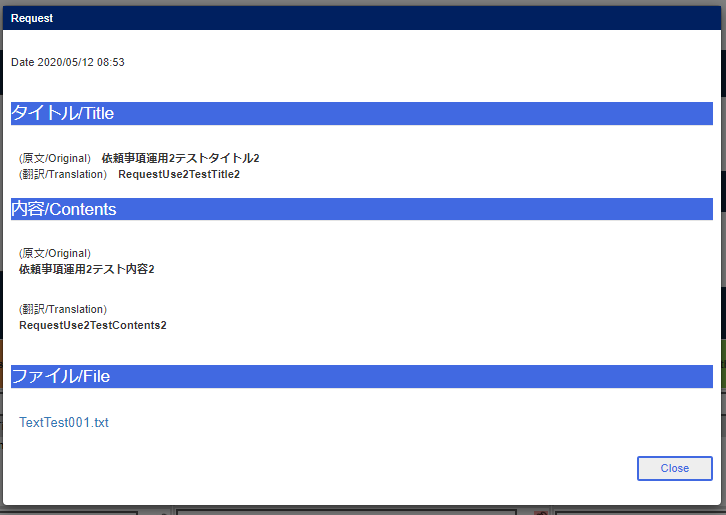 Request
Date 2020/05/12 08:53
タイトル/Title
(原文/Original) 依頼事項運用2テストタイトル2
(翻訳/Translation) RequestUse2TestTitle2
内容/Contents
(原文/Original)
依頼事項運用2テスト内容2
(翻訳/Translation)
RequestUse2TestContents2
ファイル/File
TextTest001.txt
Close